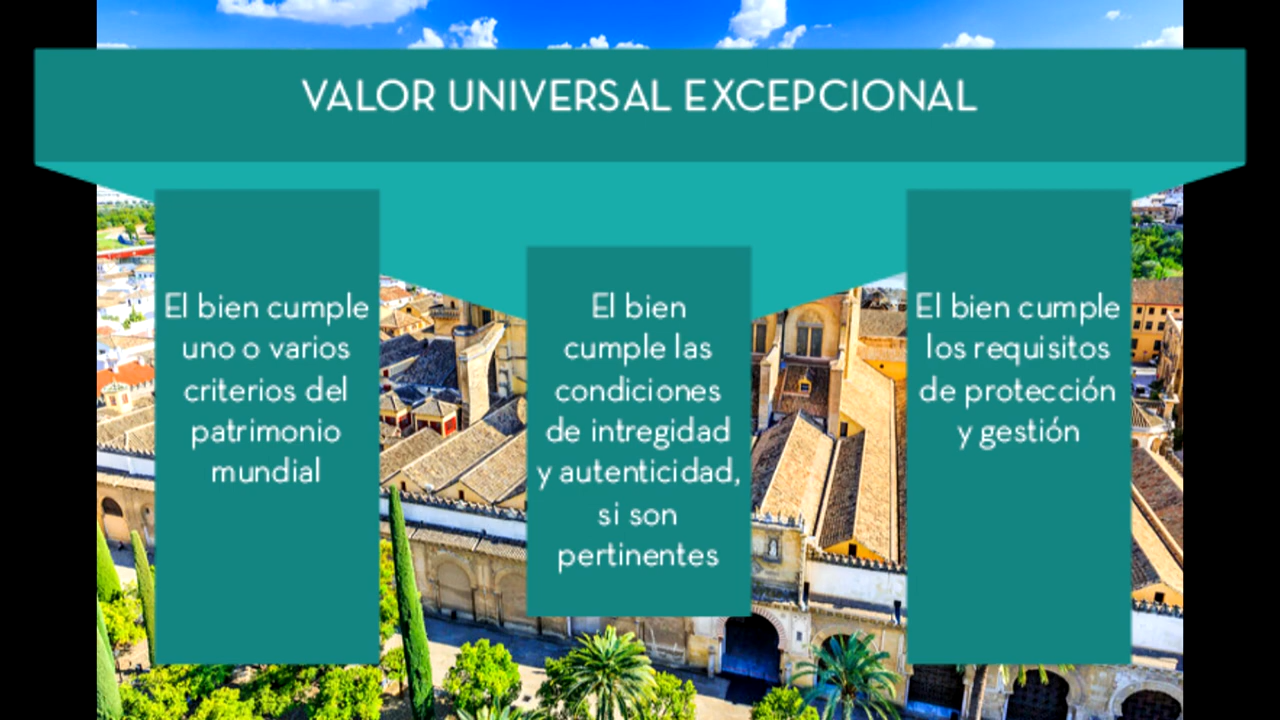 VALOR UNIVERSAL EXCEPCIONAL
El bien cumple
uno o varios
criterios del
patrimonio
mundial
El bien
cumple las
condiciones
de intregidad
y autenticidad,
si son
pertinentes
El bien cumple
los requisitos
de protección
y gestión